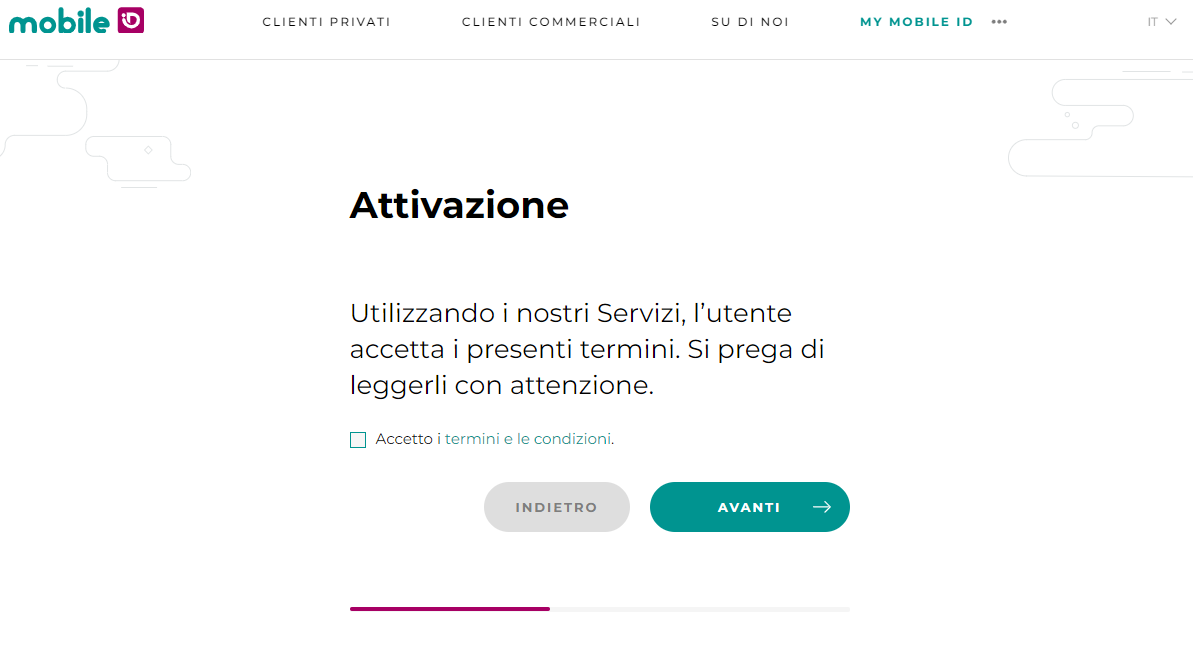 mobile iD
CLIENTI PRIVATI
CLIENTI COMMERCIALI
SU DI NOI
MY MOBILE ID
IT
Attivazione
Utilizzando i nostri Servizi, l’utente
accetta i presenti termini. Si prega di
leggerli con attenzione.
Accetto i termini e le condizioni.
INDIETRO
AVANTI